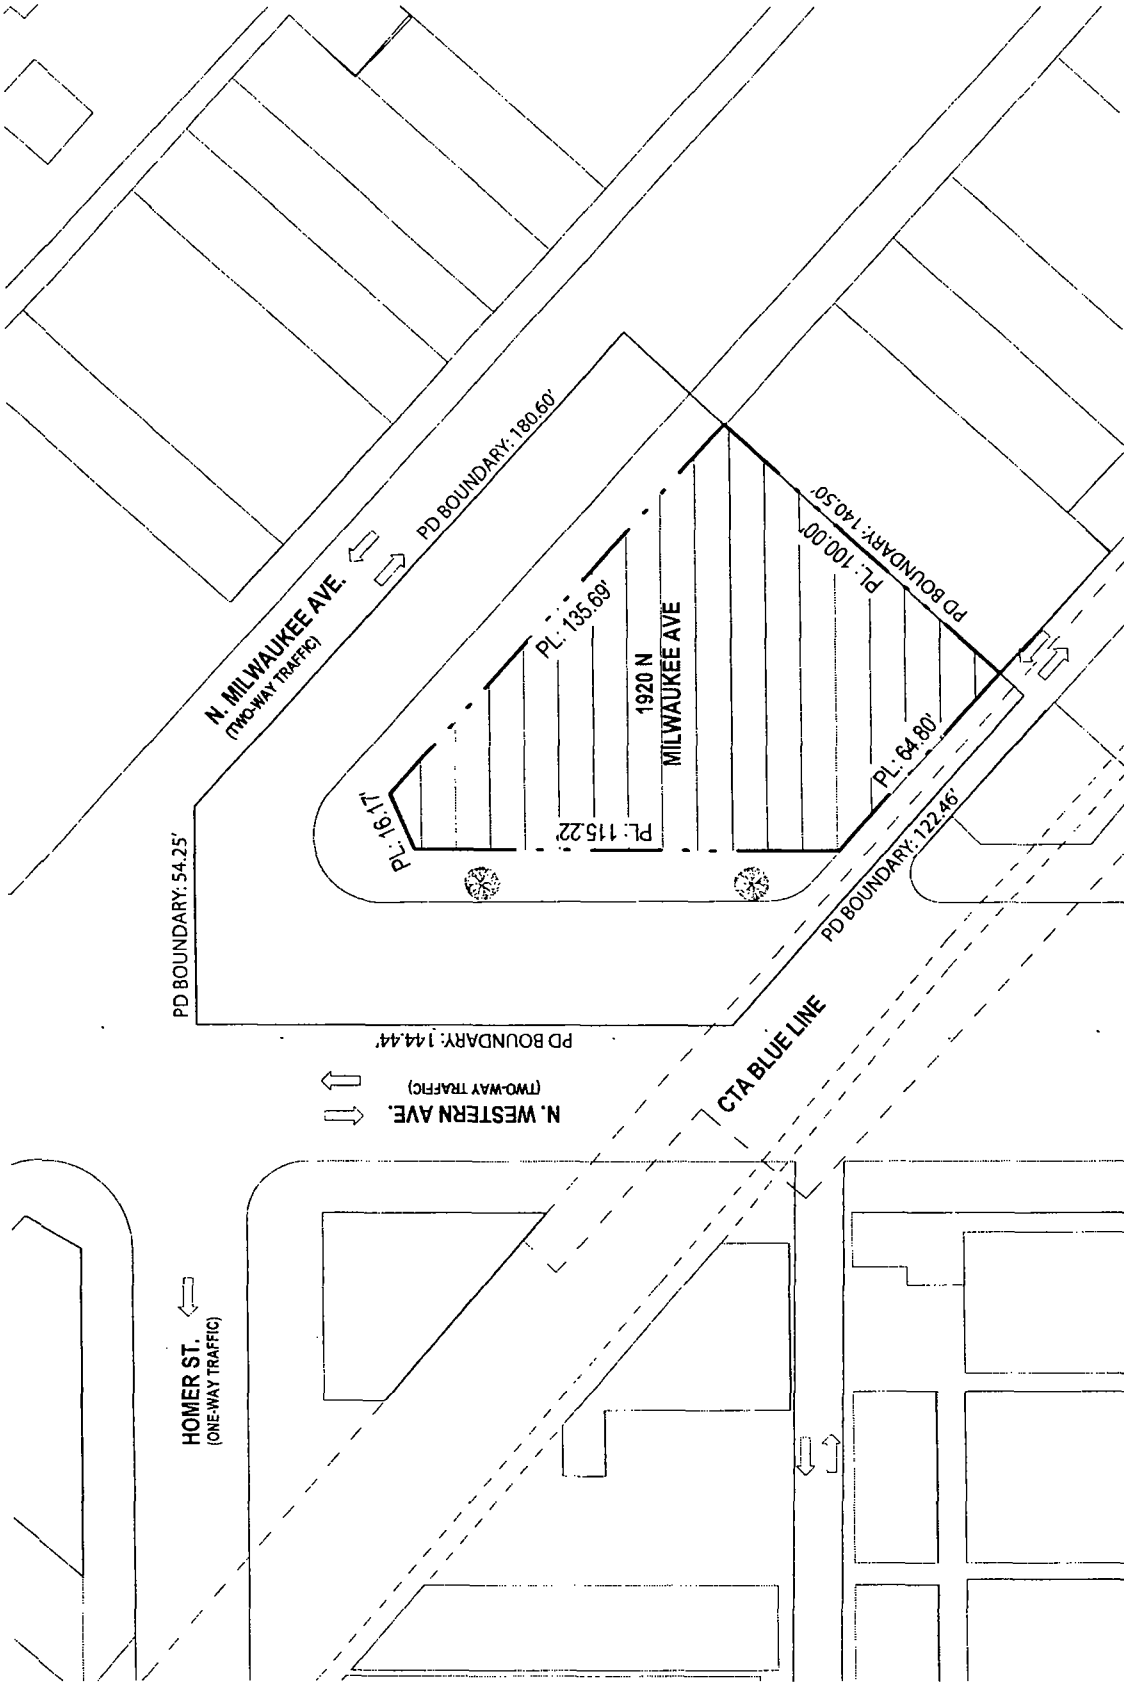 N. MILWAUKEE AVE.
(TWO-WAY TRAFFIC)
PD BOUNDARY: 180.60'
PL: 135.69'
1920 N
MILWAUKEE AVE
PD BOUNDARY: 140.50'
PL: 100.00'
PL: 16.17'
PL: 115.22'
PL: 64.80'
PD BOUNDARY: 122.46'
PD BOUNDARY: 54.25'
PD BOUNDARY: 144.44'
N. WESTERN AVE.
(TWO-WAY TRAFFIC)
CTA BLUE LINE
HOMER ST.
(ONE-WAY TRAFFIC)